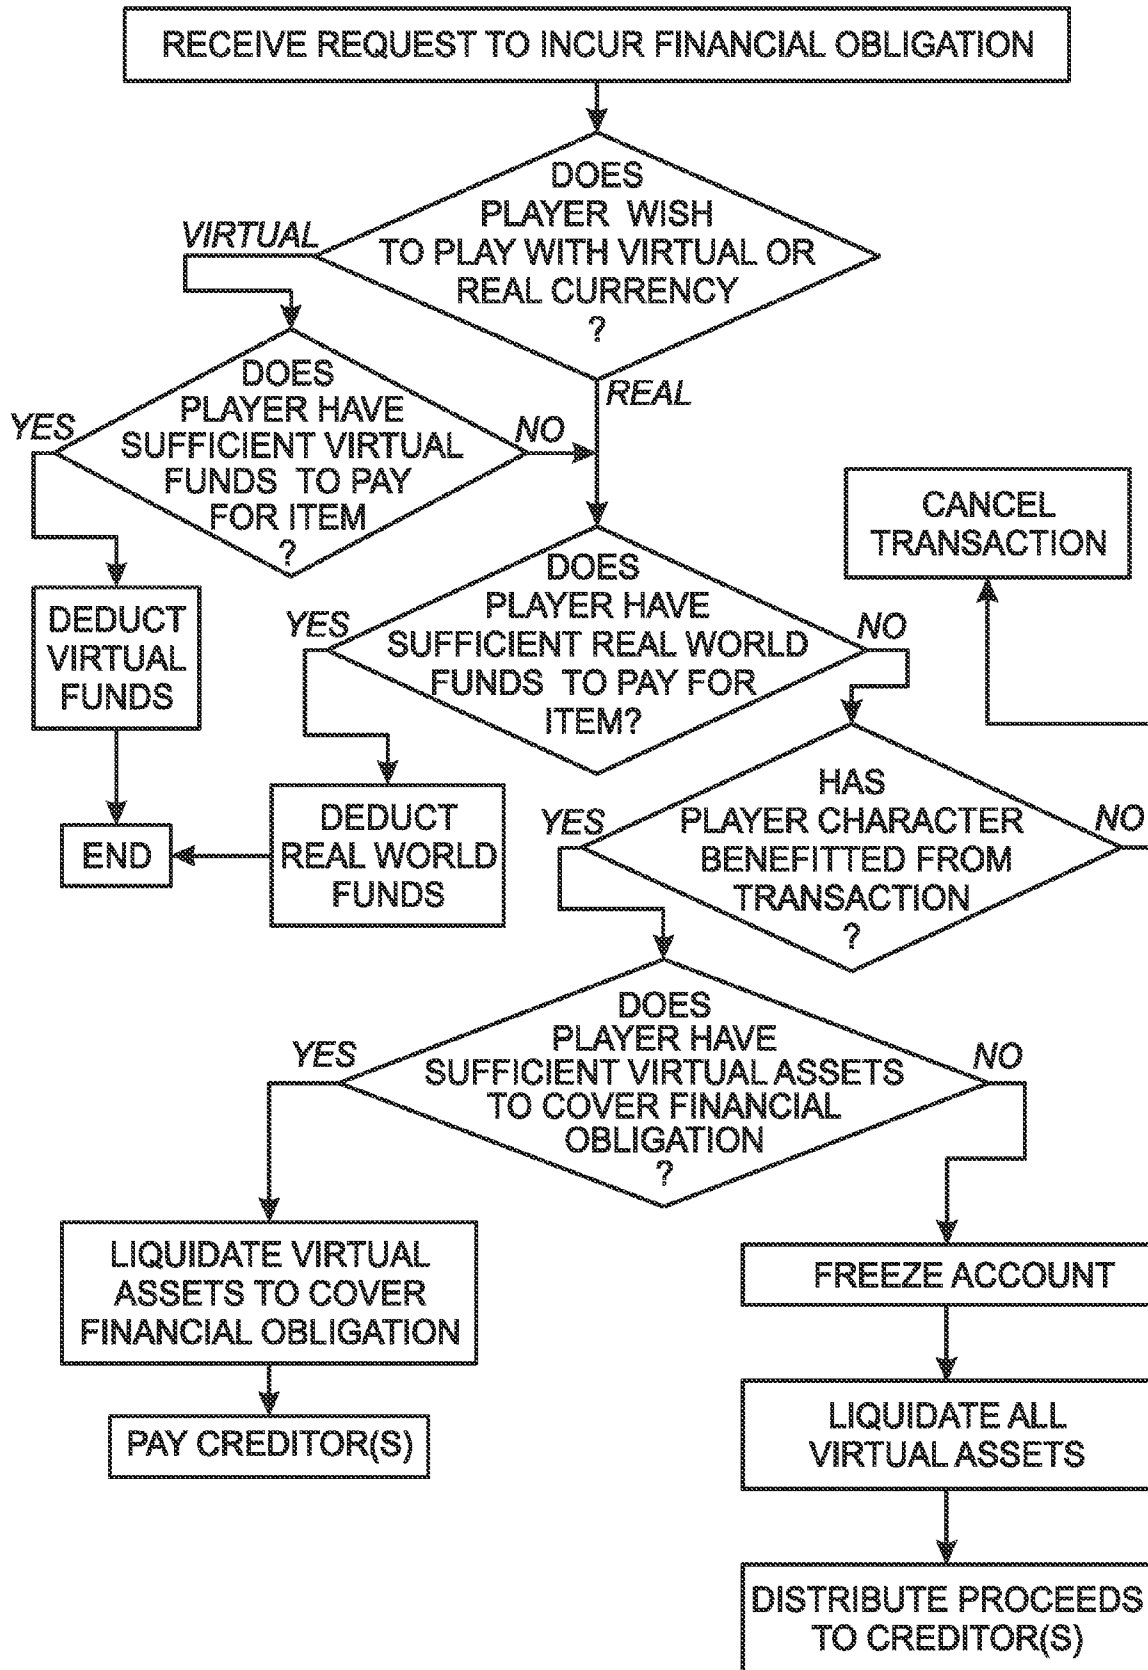 RECEIVE REQUEST TO INCUR FINANCIAL OBLIGATION
DOES
PLAYER WISH
TO PLAY WITH VIRTUAL OR
REAL CURRENCY
?
VIRTUAL
REAL
DOES
PLAYER HAVE
SUFFICIENT VIRTUAL
FUNDS TO PAY
FOR ITEM
?
YES
NO
CANCEL
TRANSACTION
DEDUCT
VIRTUAL
FUNDS
DOES
PLAYER HAVE
SUFFICIENT REAL WORLD
FUNDS TO PAY FOR
ITEM?
YES
NO
END
DEDUCT
REAL WORLD
FUNDS
HAS
PLAYER CHARACTER
BENEFITTED FROM
TRANSACTION
?
YES
NO
DOES
PLAYER HAVE
SUFFICIENT VIRTUAL ASSETS
TO COVER FINANCIAL
OBLIGATION
?
YES
NO
LIQUIDATE VIRTUAL
ASSETS TO COVER
FINANCIAL OBLIGATION
PAY CREDITOR(S)
FREEZE ACCOUNT
LIQUIDATE ALL
VIRTUAL ASSETS
DISTRIBUTE PROCEEDS
TO CREDITOR(S)